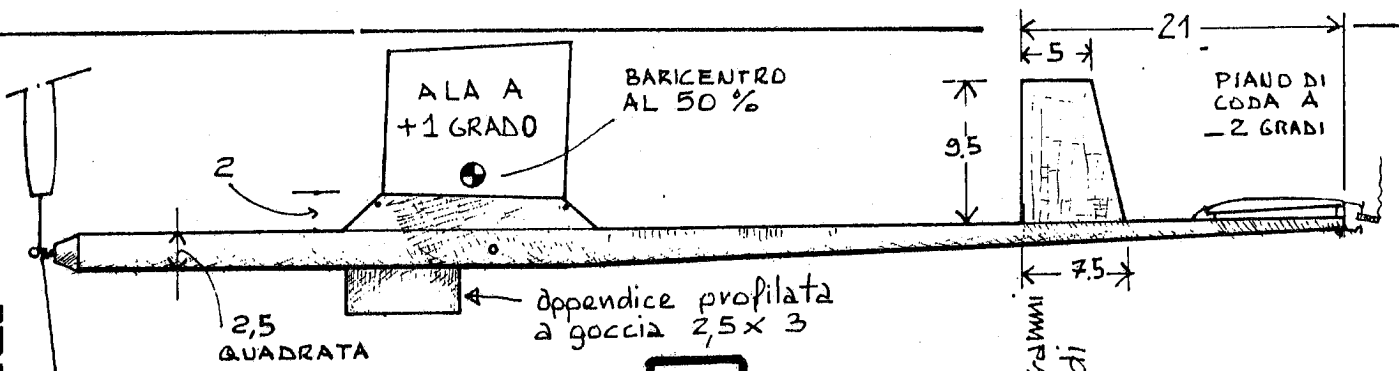 21
5
ALA A
+1 GRADO
BARICENTRO
AL 50 %
PIANO DI
CODA A
-2 GRADI
9.5
2
7.5
2,5
QUADRATA
appendice profilata
a goccia 2,5 x 3
di